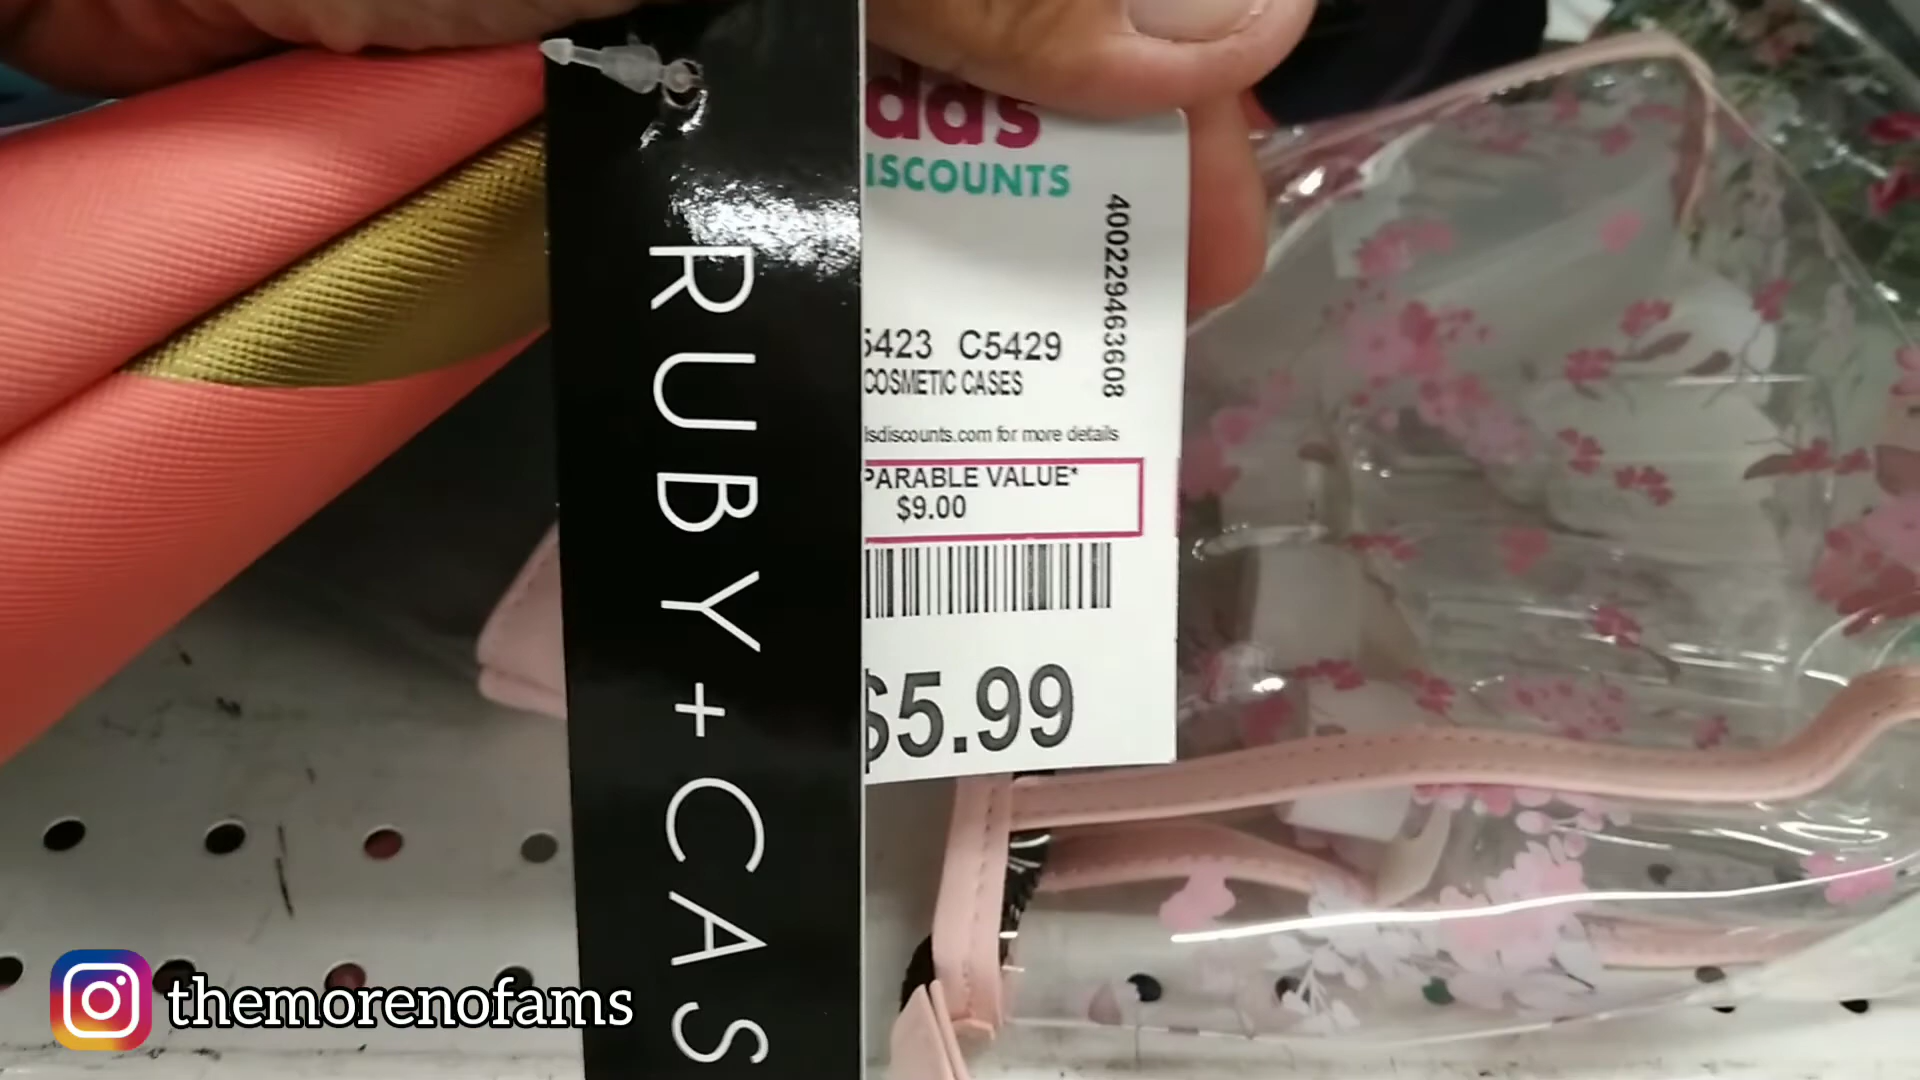 RUBY+CAS
dds
ISCOUNTS
400229463608
5423 C5429
COSMETIC CASES
lsdiscounts.com for more details
PARABLE VALUE*
$9.00
$5.99
themorenofams